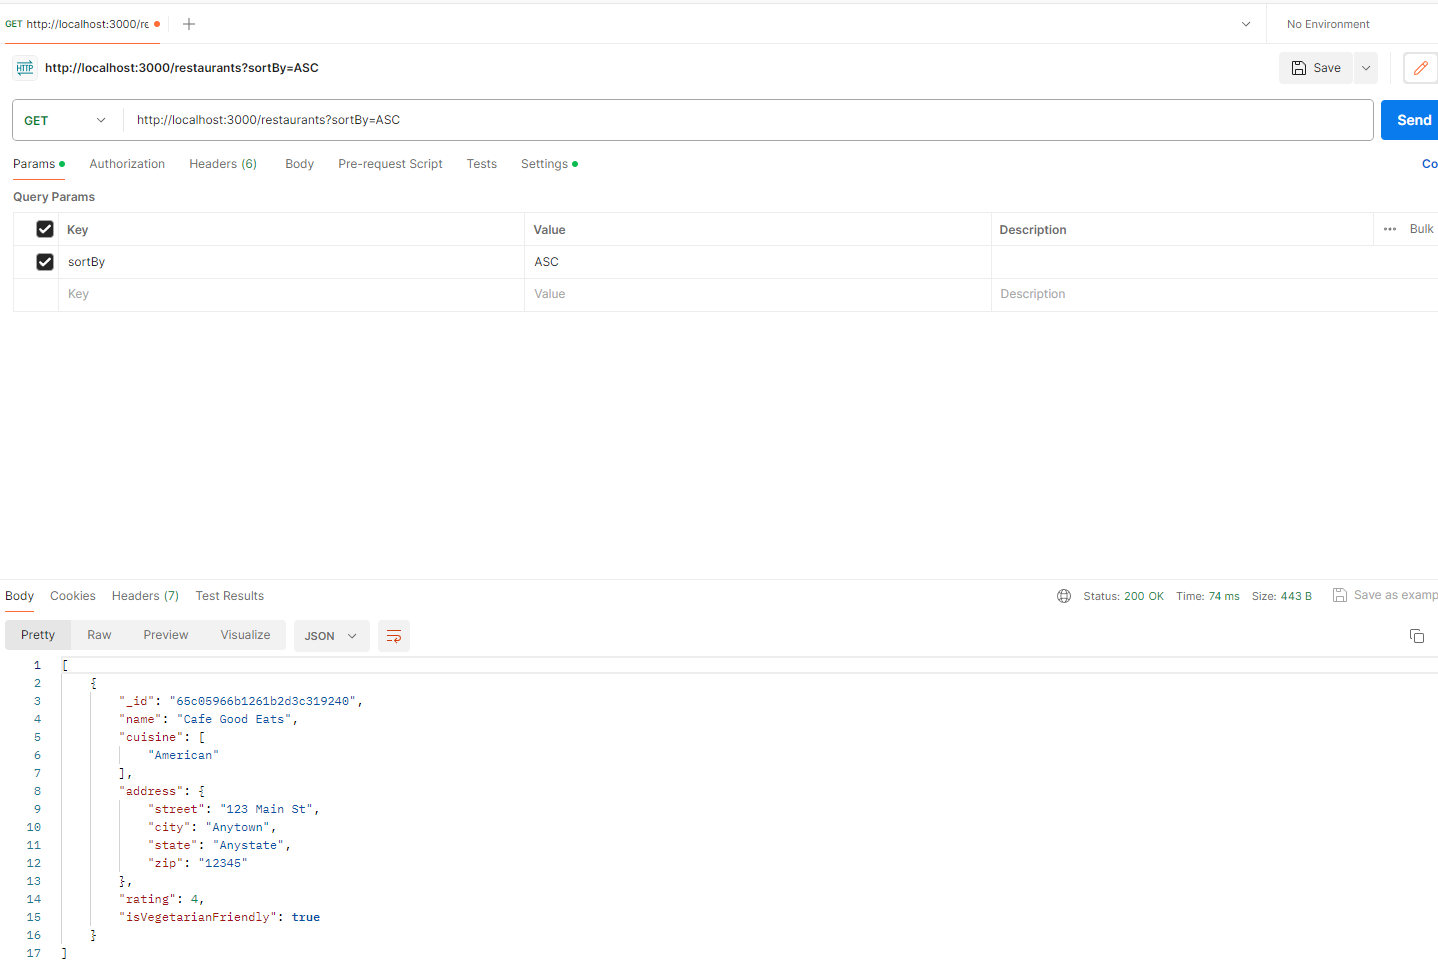 GET http://localhost:3000/re
No Environment
HTTP http://localhost:3000/restaurants?sortBy=ASC
Save
GET http://localhost:3000/restaurants?sortBy=ASC
Send
Params Authorization Headers (6) Body Pre-request Script Tests Settings Co
Query Params
Key Value Description Bulk
sortBy ASC
Key Value Description
Body Cookies Headers (7) Test Results Status: 200 OK Time: 74 ms Size: 443 B Save as examp
Pretty Raw Preview Visualize JSON
1 [
2 {
3 "_id": "65c05966b1261b2d3c319240",
4 "name": "Cafe Good Eats",
5 "cuisine": [
6 "American"
7 ],
8 "address": {
9 "street": "123 Main St",
10 "city": "Anytown",
11 "state": "Anystate",
12 "zip": "12345"
13 },
14 "rating": 4,
15 "isVegetarianFriendly": true
16 }
17 ]